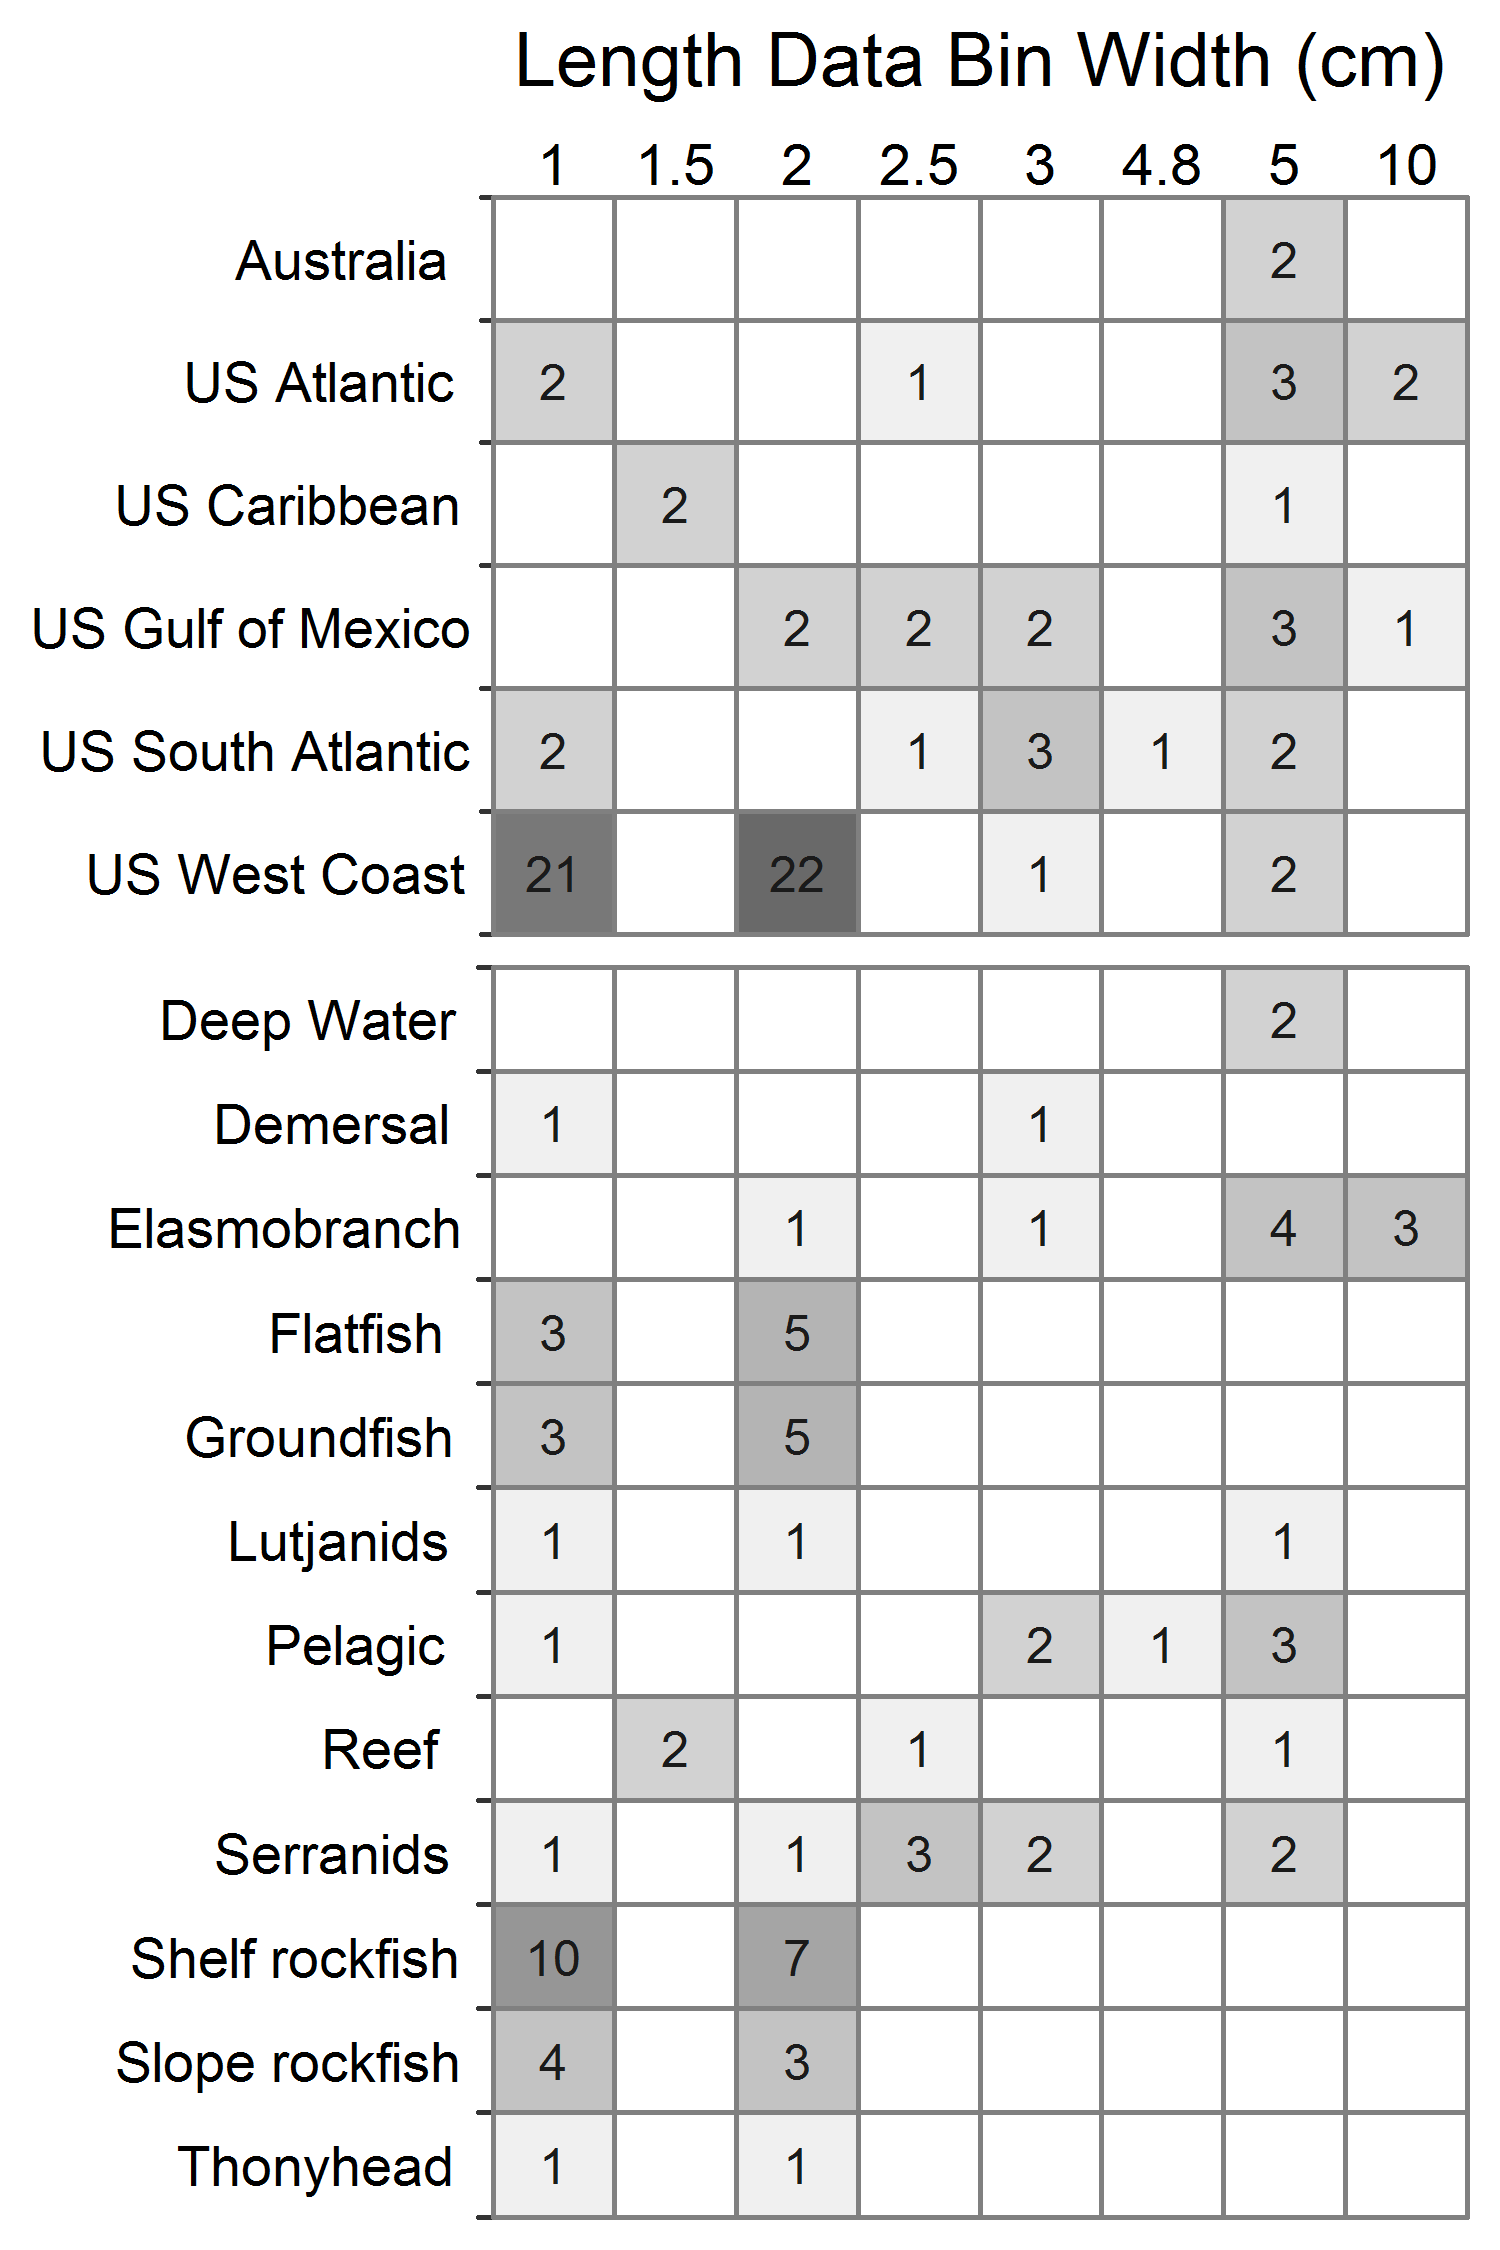 Length Data Bin Width (cm)
1 1.5 2 2.5 3 4.8 5 10
Australia 2
US Atlantic 2 1 3 2
US Caribbean 2 1
US Gulf of Mexico 2 2 2 3 1
US South Atlantic 2 1 3 1 2
US West Coast 21 22 1 2
Deep Water 2
Demersal 1 1
Elasmobranch 1 1 4 3
Flatfish 3 5
Groundfish 3 5
Lutjanids 1 1 1
Pelagic 1 2 1 3
Reef 2 1 1
Serranids 1 1 3 2 2
Shelf rockfish 10 7
Slope rockfish 4 3
Thonyhead 1 1